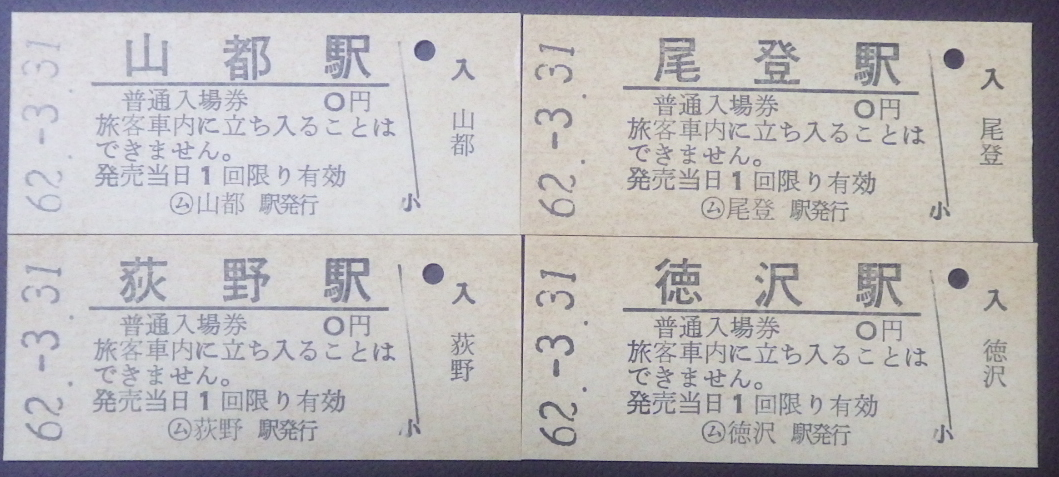 62.-3.31
山都駅
普通入場券 0円
旅客車内に立ち入ることは
できません。
発売当日1回限り有効
㋰山都 駅発行
小
入
山都
62.-3.31
尾登駅
普通入場券 0円
旅客車内に立ち入ることは
できません。
発売当日1回限り有効
㋰尾登 駅発行
小
入
尾登
62.-3.31
荻野駅
普通入場券 0円
旅客車内に立ち入ることは
できません。
発売当日1回限り有効
㋰荻野 駅発行
小
入
荻野
62.-3.31
徳沢駅
普通入場券 0円
旅客車内に立ち入ることは
できません。
発売当日1回限り有効
㋰徳沢 駅発行
小
入
徳沢